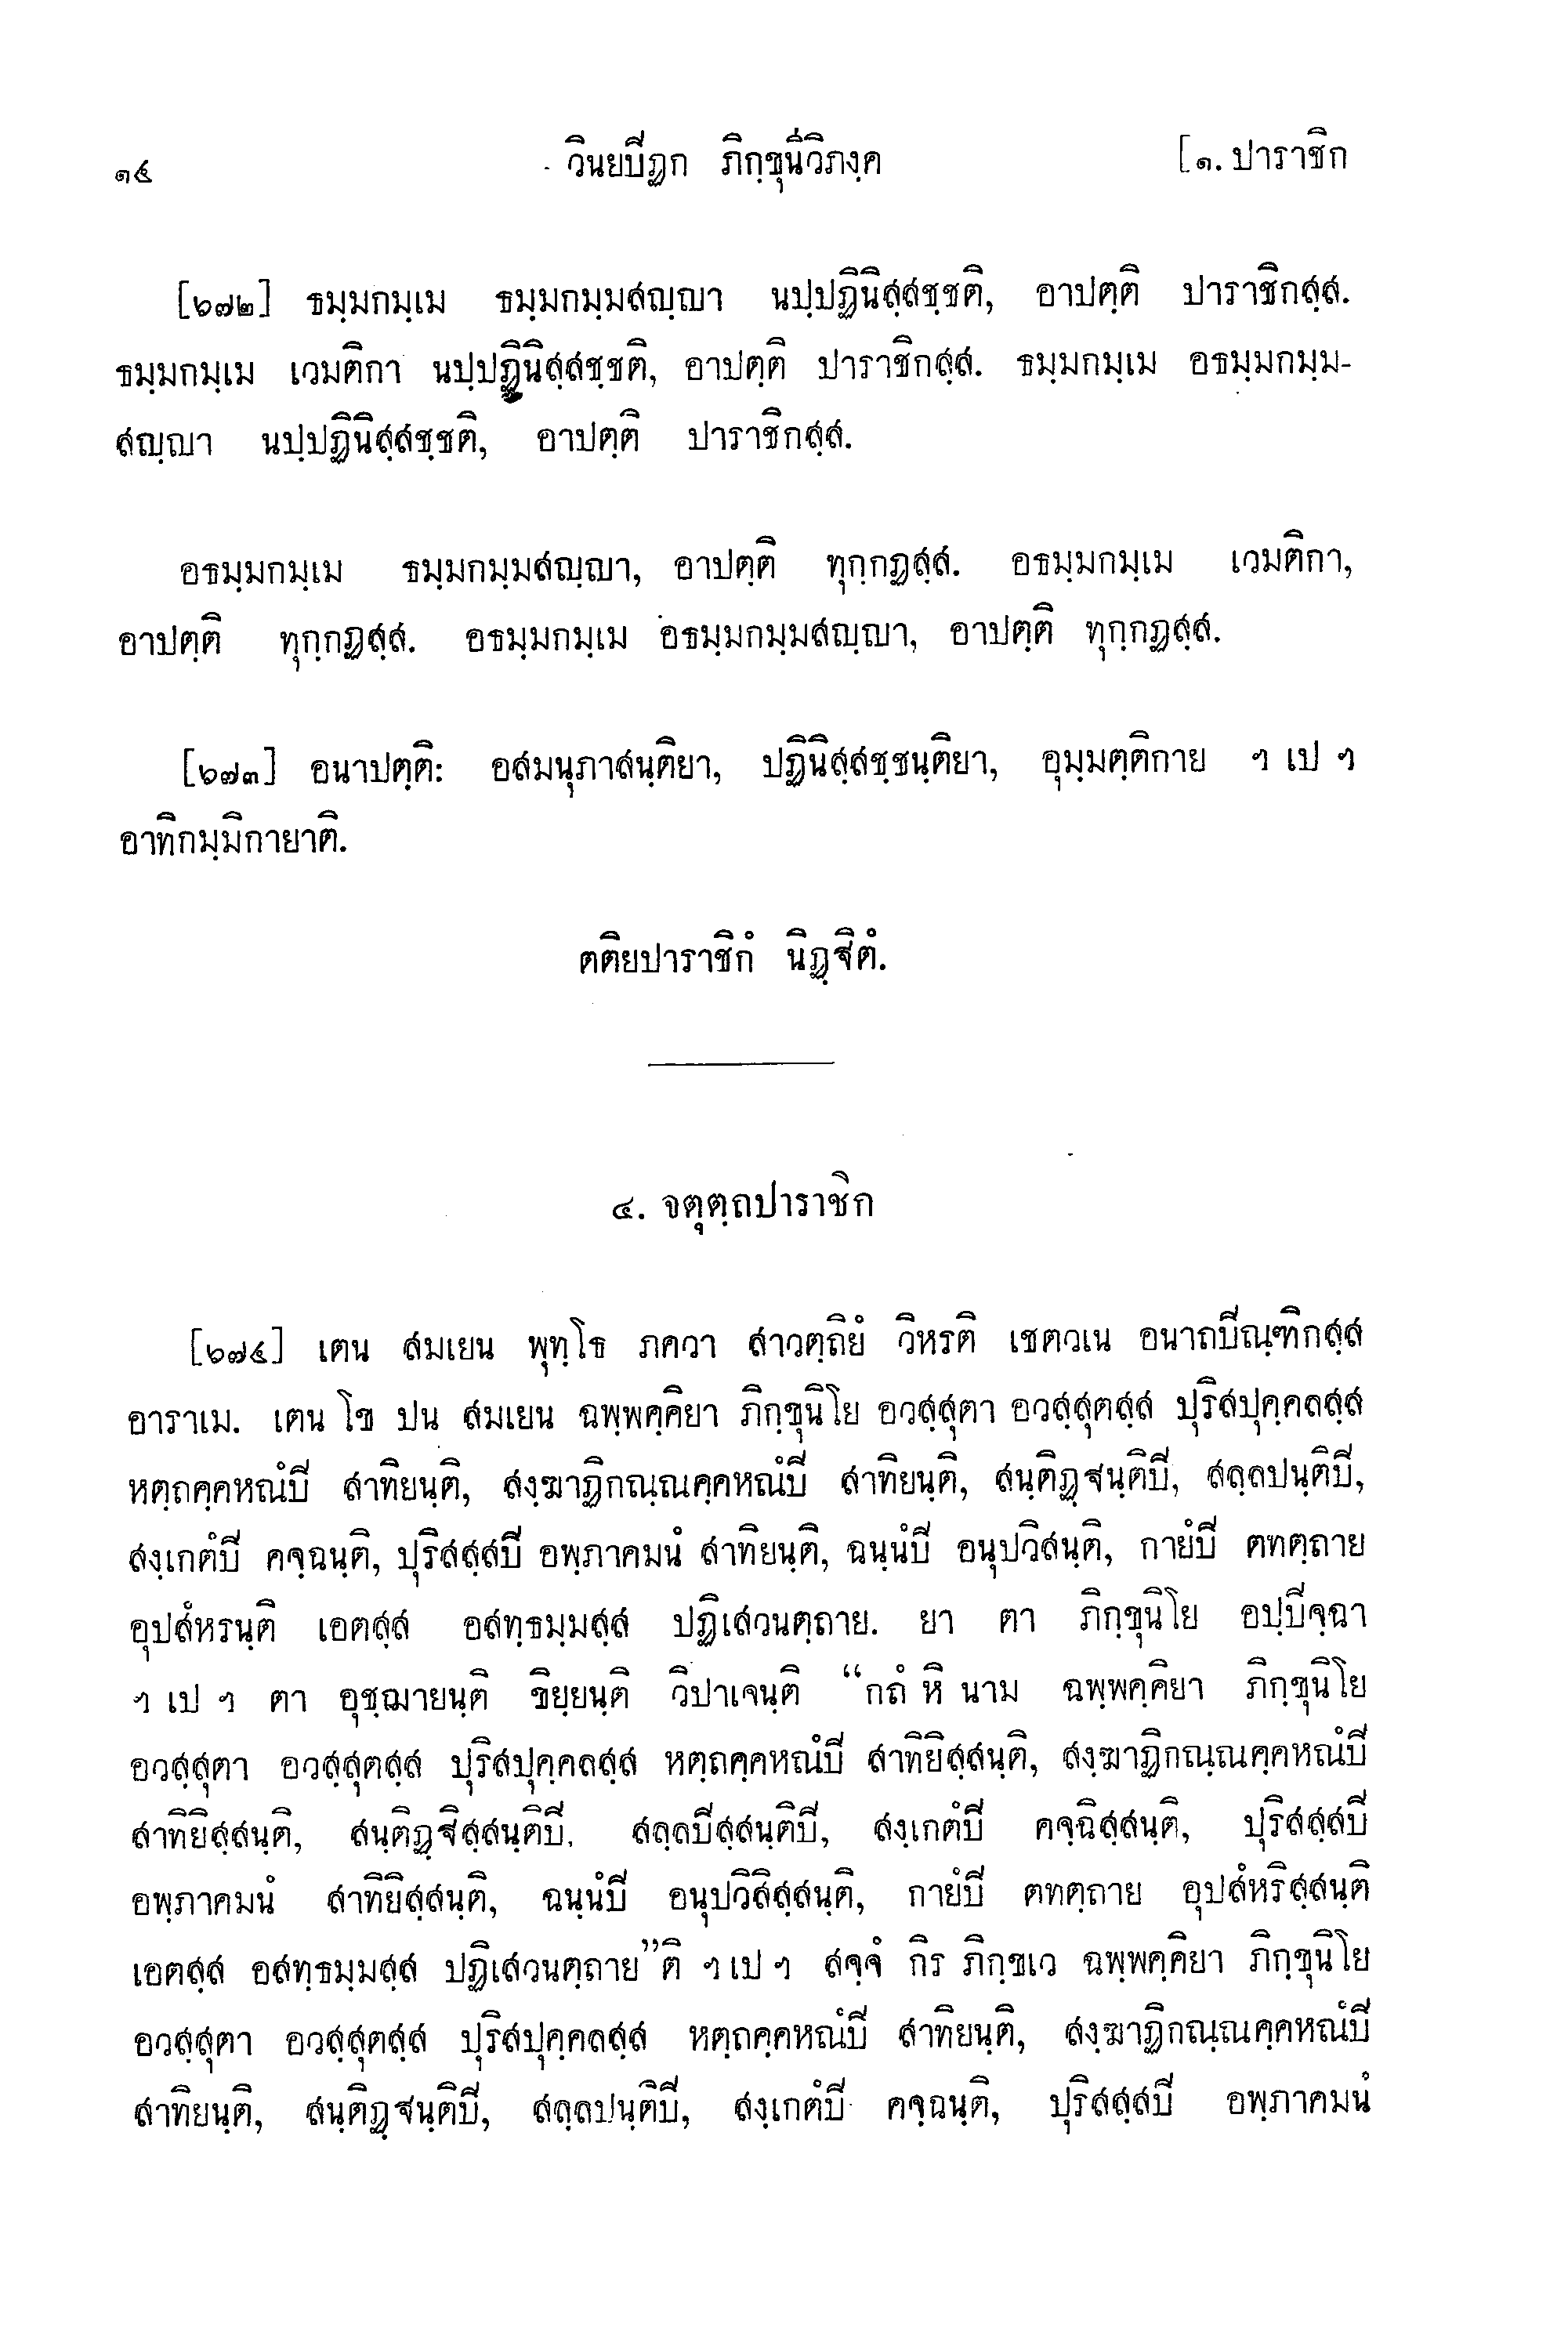 ๑๔ วินยปิฏก ภิกฺขุนีวิภงฺค [๑. ปาราชิก
[๖๗๒] ธมฺมกมฺเม ธมฺมกมฺมสญฺญา นปฺปฏินิสฺสชฺชติ, อาปตฺติ ปาราชิกสฺส.
ธมฺมกมฺเม เวมติกา นปฺปฏินิสฺสชฺชติ, อาปตฺติ ปาราชิกสฺส. ธมฺมกมฺเม อธมฺมกมฺม-
สญฺญา นปฺปฏินิสฺสชฺชติ, อาปตฺติ ปาราชิกสฺส.
อธมฺมกมฺเม ธมฺมกมฺมสญฺญา, อาปตฺติ ทุกฺกฏสฺส. อธมฺมกมฺเม เวมติกา,
อาปตฺติ ทุกฺกฏสฺส. อธมฺมกมฺเม อธมฺมกมฺมสญฺญา, อาปตฺติ ทุกฺกฏสฺส.
[๖๗๓] อนาปตฺติ: อสมนุภาสนฺติยา, ปฏินิสฺสชฺชนฺติยา, อุมฺมตฺติกาย ฯ เป ฯ
อาทิกมฺมิกายาติ.
ตติยปาราชิกํ นิฏฺฐิตํ.
๔. จตุตฺถปาราชิก
[๖๗๔] เตน สมเยน พุทฺโธ ภควา สาวตฺถิยํ วิหรติ เชตวเน อนาถปิณฺฑิกสฺส
อาราเม. เตน โข ปน สมเยน ฉพฺพคฺคิยา ภิกฺขุนิโย อวสฺสุตา อวสฺสุตสฺส ปุริสปุคฺคลสฺส
หตฺถคฺคหณํปิ สาทิยนฺติ, สงฺฆาฏิกณฺณคฺคหณํปิ สาทิยนฺติ, สนฺติฏฺฐนฺติปิ, สลฺลปนฺติปิ,
สงฺเกตํปิ คจฺฉนฺติ, ปุริสสฺสปิ อพฺภาคมนํ สาทิยนฺติ, ฉนฺนํปิ อนุปวิสนฺติ, กายํปิ ตทตฺถาย
อุปสํหรนฺติ เอตสฺส อสทฺธมฺมสฺส ปฏิเสวนตฺถาย. ยา ตา ภิกฺขุนิโย อปฺปิจฺฉา
ฯ เป ฯ ตา อุชฺฌายนฺติ ขิยฺยนฺติ วิปาเจนฺติ “กถํ หิ นาม ฉพฺพคฺคิยา ภิกฺขุนิโย
อวสฺสุตา อวสฺสุตสฺส ปุริสปุคฺคลสฺส หตฺถคฺคหณํปิ สาทิยิสฺสนฺติ, สงฺฆาฏิกณฺณคฺคหณํปิ
สาทิยิสฺสนฺติ, สนฺติฏฺฐิสฺสนฺติปิ, สลฺลปิสฺสนฺติปิ, สงฺเกตํปิ คจฺฉิสฺสนฺติ, ปุริสสฺสปิ
อพฺภาคมนํ สาทิยิสฺสนฺติ, ฉนฺนํปิ อนุปวิสิสฺสนฺติ, กายํปิ ตทตฺถาย อุปสํหริสฺสนฺติ
เอตสฺส อสทฺธมฺมสฺส ปฏิเสวนตฺถาย”ติ ฯ เป ฯ สจฺจํ กิร ภิกฺขเว ฉพฺพคฺคิยา ภิกฺขุนิโย
อวสฺสุตา อวสฺสุตสฺส ปุริสปุคฺคลสฺส หตฺถคฺคหณํปิ สาทิยนฺติ, สงฺฆาฏิกณฺณคฺคหณํปิ
สาทิยนฺติ, สนฺติฏฺฐนฺติปิ, สลฺลปนฺติปิ, สงฺเกตํปิ คจฺฉนฺติ, ปุริสสฺสปิ อพฺภาคมนํ